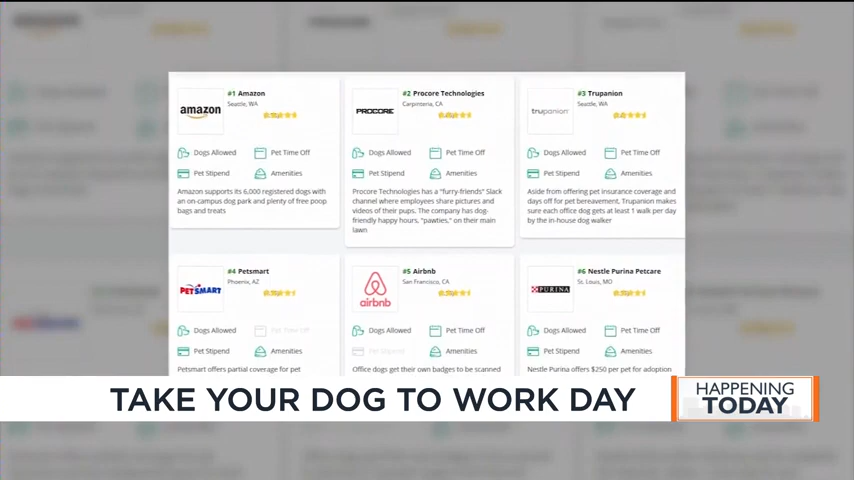 #1 Amazon
Seattle, WA
amazon
Dogs Allowed
Pet Time Off
Pet Stipend
Amenities
Amazon supports its 6,000 registered dogs with
an on-campus dog park and plenty of free poop
bags and treats
#2 Procore Technologies
Carpinteria, CA
PROCORE
Dogs Allowed
Pet Time Off
Pet Stipend
Amenities
Procore Technologies has a "furry-friends" Slack
channel where employees share pictures and
videos of their pups. The company has dog-
friendly happy hours, "pawties," on their main
lawn
#3 Trupanion
Seattle, WA
trupanion
Dogs Allowed
Pet Time Off
Pet Stipend
Amenities
Aside from offering pet insurance coverage and
days off for pet bereavement, Trupanion makes
sure each office dog gets at least 1 walk per day
by the in-house dog walker
#4 Petsmart
Phoenix, AZ
PETSMART
Dogs Allowed
Pet Time Off
Pet Stipend
Amenities
Petsmart offers partial coverage for pet
#5 Airbnb
San Francisco, CA
airbnb
Dogs Allowed
Pet Time Off
Pet Stipend
Amenities
Office dogs get their own badges to be scanned
#6 Nestle Purina Petcare
St. Louis, MO
PURINA
Dogs Allowed
Pet Time Off
Pet Stipend
Amenities
Nestle Purina offers $250 per pet for adoption
TAKE YOUR DOG TO WORK DAY
HAPPENING
TODAY